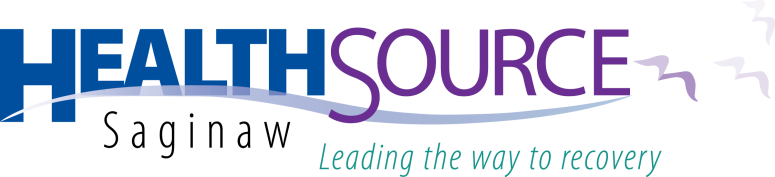 HEALTHSOURCE
Saginaw
Leading the way to recovery